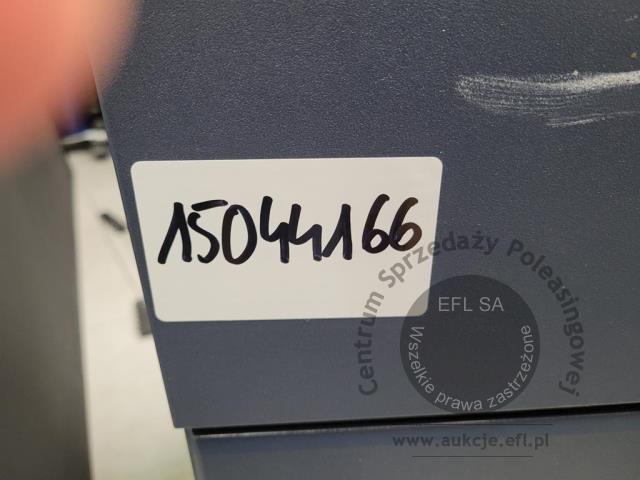 15044166
Centrum Sprzedaży Poleasingowej
EFL SA
Wszelkie prawa zastrzeżone
www.aukcje.efl.pl